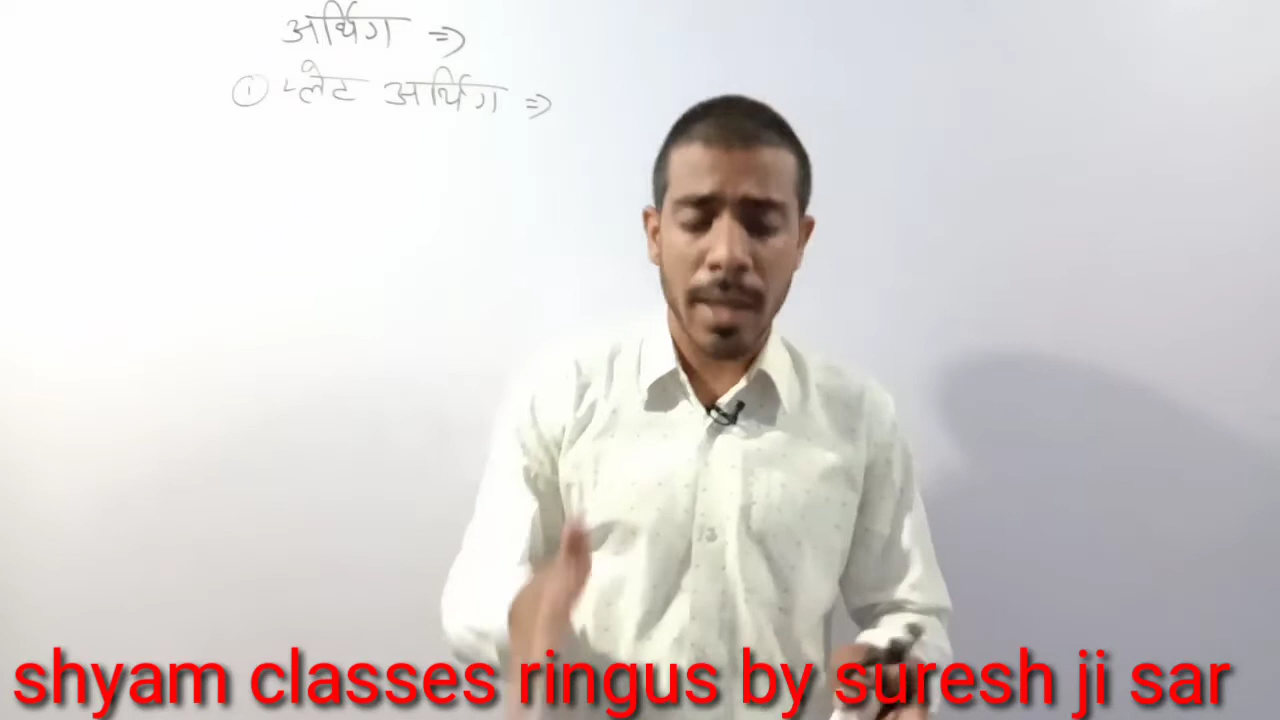 अर्थिग ⇒
① प्लेट अर्थिग ⇒
shyam classes ringus by suresh ji sar